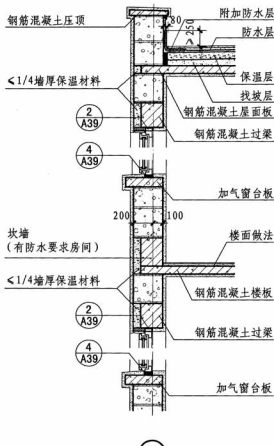 钢筋混凝土压顶
附加防水层
80
≥250
防水层
保温层
找坡层
≤1/4墙厚保温材料
钢筋混凝土屋面板
2
A39
钢筋混凝土过梁
4
A39
加气窗台板
200
100
坎墙
(有防水要求房间)
楼面做法
≤1/4墙厚保温材料
钢筋混凝土楼板
2
A39
钢筋混凝土过梁
4
A39
加气窗台板